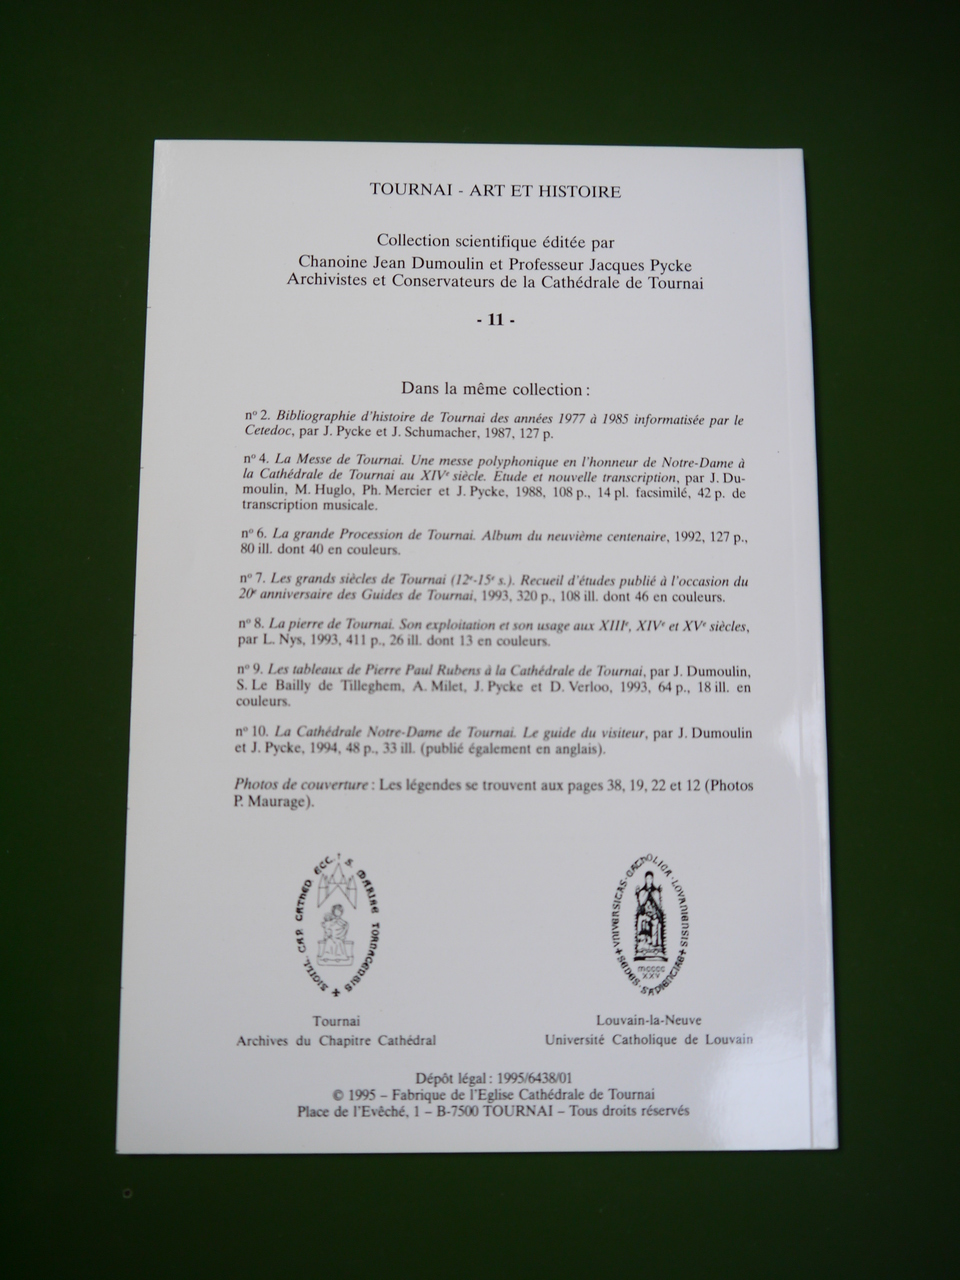 TOURNAI - ART ET HISTOIRE
Collection scientifique éditée par
Chanoine Jean Dumoulin et Professeur Jacques Pycke
Archivistes et Conservateurs de la Cathédrale de Tournai
- 11 -
Dans la même collection :
n° 2. Bibliographie d'histoire de Tournai des années 1977 à 1985 informatisée par le
Cetedoc, par J. Pycke et J. Schumacher, 1987, 127 p.
n° 4. La Messe de Tournai. Une messe polyphonique en l'honneur de Notre-Dame à
la Cathédrale de Tournai au XIVe siècle. Etude et nouvelle transcription, par J. Du-
moulin, M. Huglo, Ph. Mercier et J. Pycke, 1988, 108 p., 14 pl. facsimilé, 42 p. de
transcription musicale.
n° 6. La grande Procession de Tournai. Album du neuvième centenaire, 1992, 127 p.,
80 ill. dont 40 en couleurs.
n° 7. Les grands siècles de Tournai (12e-15e s.). Recueil d'études publié à l'occasion du
20e anniversaire des Guides de Tournai, 1993, 320 p., 108 ill. dont 46 en couleurs.
n° 8. La pierre de Tournai. Son exploitation et son usage aux XIIIe, XIVe et XVe siècles,
par L. Nys, 1993, 411 p., 26 ill. dont 13 en couleurs.
n° 9. Les tableaux de Pierre Paul Rubens à la Cathédrale de Tournai, par J. Dumoulin,
S. Le Bailly de Tilleghem, A. Milet, J. Pycke et D. Verloo, 1993, 64 p., 18 ill. en
couleurs.
n° 10. La Cathédrale Notre-Dame de Tournai. Le guide du visiteur, par J. Dumoulin
et J. Pycke, 1994, 48 p., 33 ill. (publié également en anglais).
Photos de couverture : Les légendes se trouvent aux pages 38, 19, 22 et 12 (Photos
P. Maurage).
SIGILL CAP CATHED ECC'S MARIAE TORNACENSIS
UNIVERSITAS CATHOLICA LOVANIENSIS
SEDES SAPIENTIAE
MCCCC
XXV
Tournai
Archives du Chapitre Cathédral
Louvain-la-Neuve
Université Catholique de Louvain
Dépôt légal : 1995/6438/01
© 1995 – Fabrique de l'Eglise Cathédrale de Tournai
Place de l'Evêché, 1 – B-7500 TOURNAI – Tous droits réservés